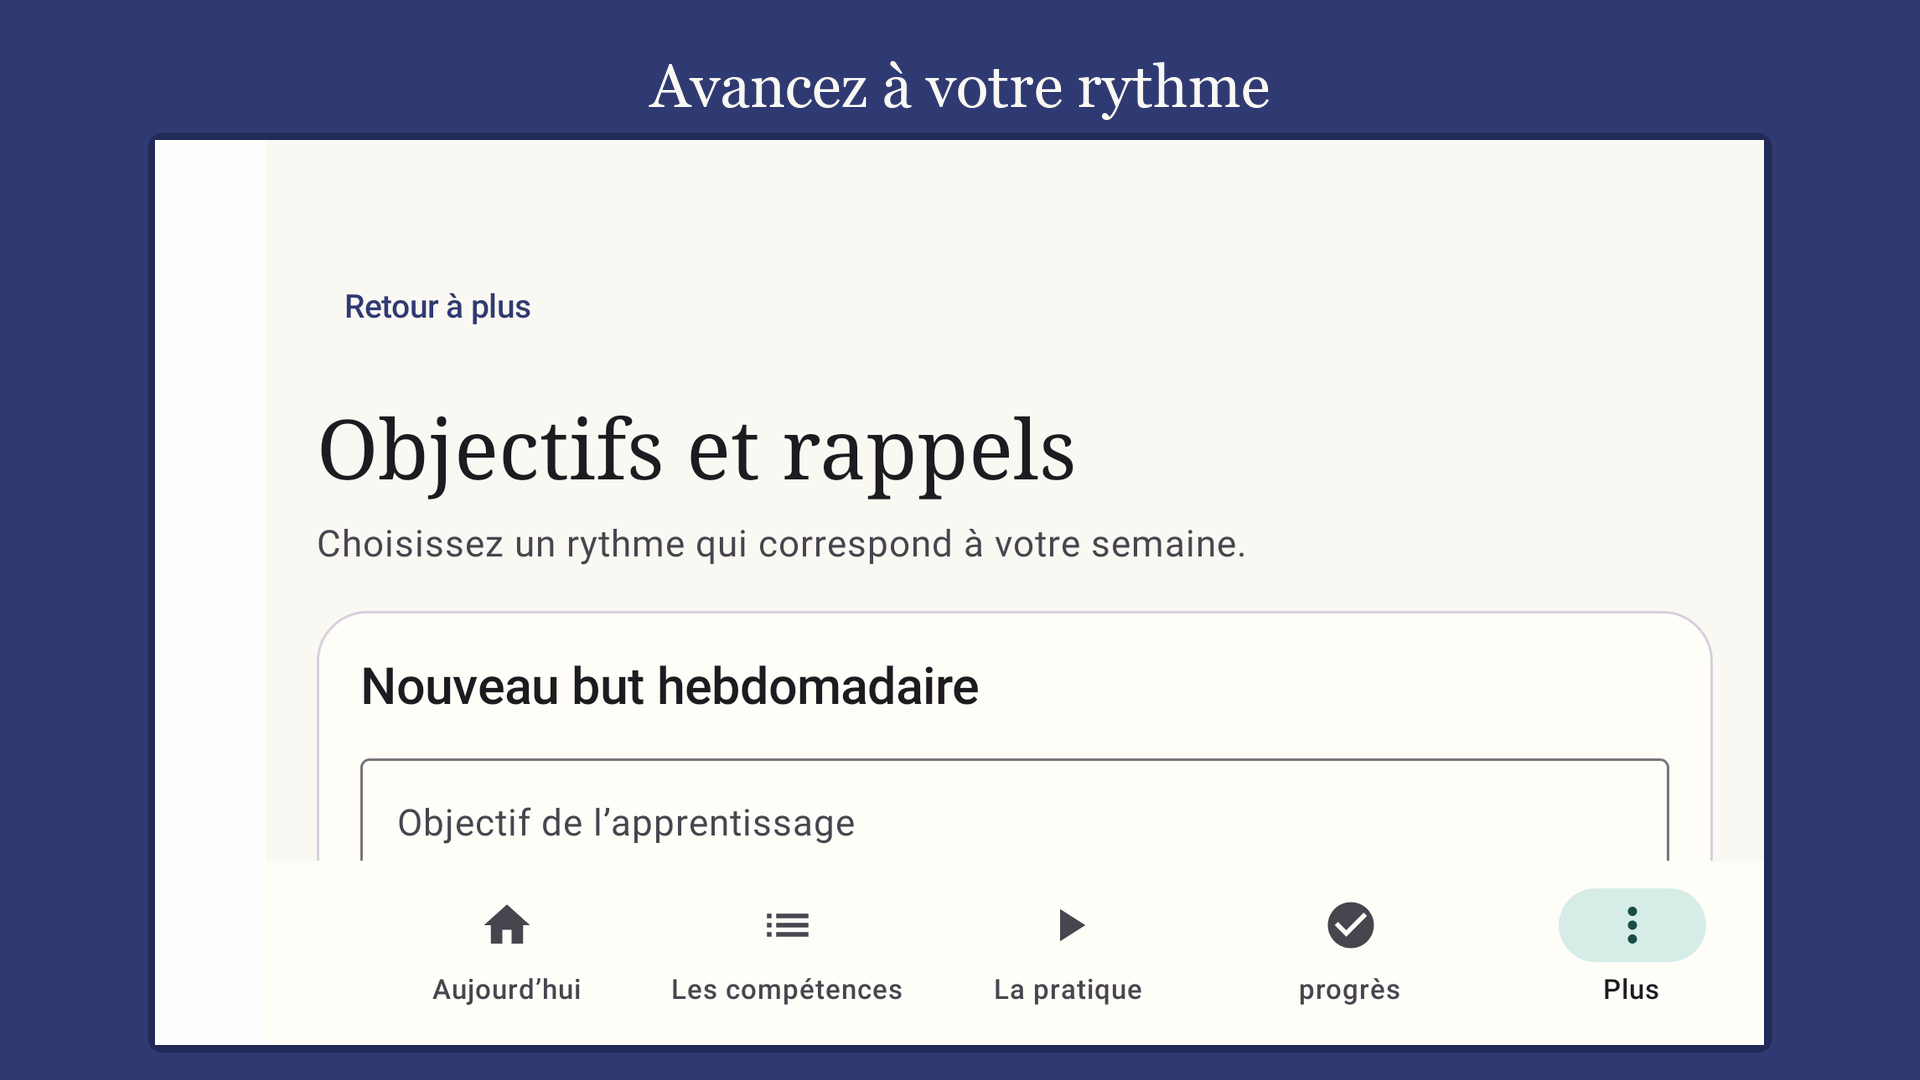 Avancez à votre rythme
Retour à plus
Objectifs et rappels
Choisissez un rythme qui correspond à votre semaine.
Nouveau but hebdomadaire
Objectif de l’apprentissage
Aujourd’hui
Les compétences
La pratique
progrès
Plus